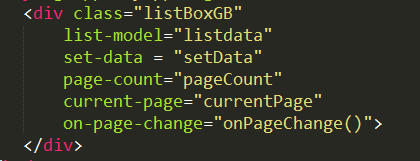 <div class="listBoxGB"
list-model="listdata"
set-data = "setData"
page-count="pageCount"
current-page="currentPage"
on-page-change="onPageChange()">
</div>